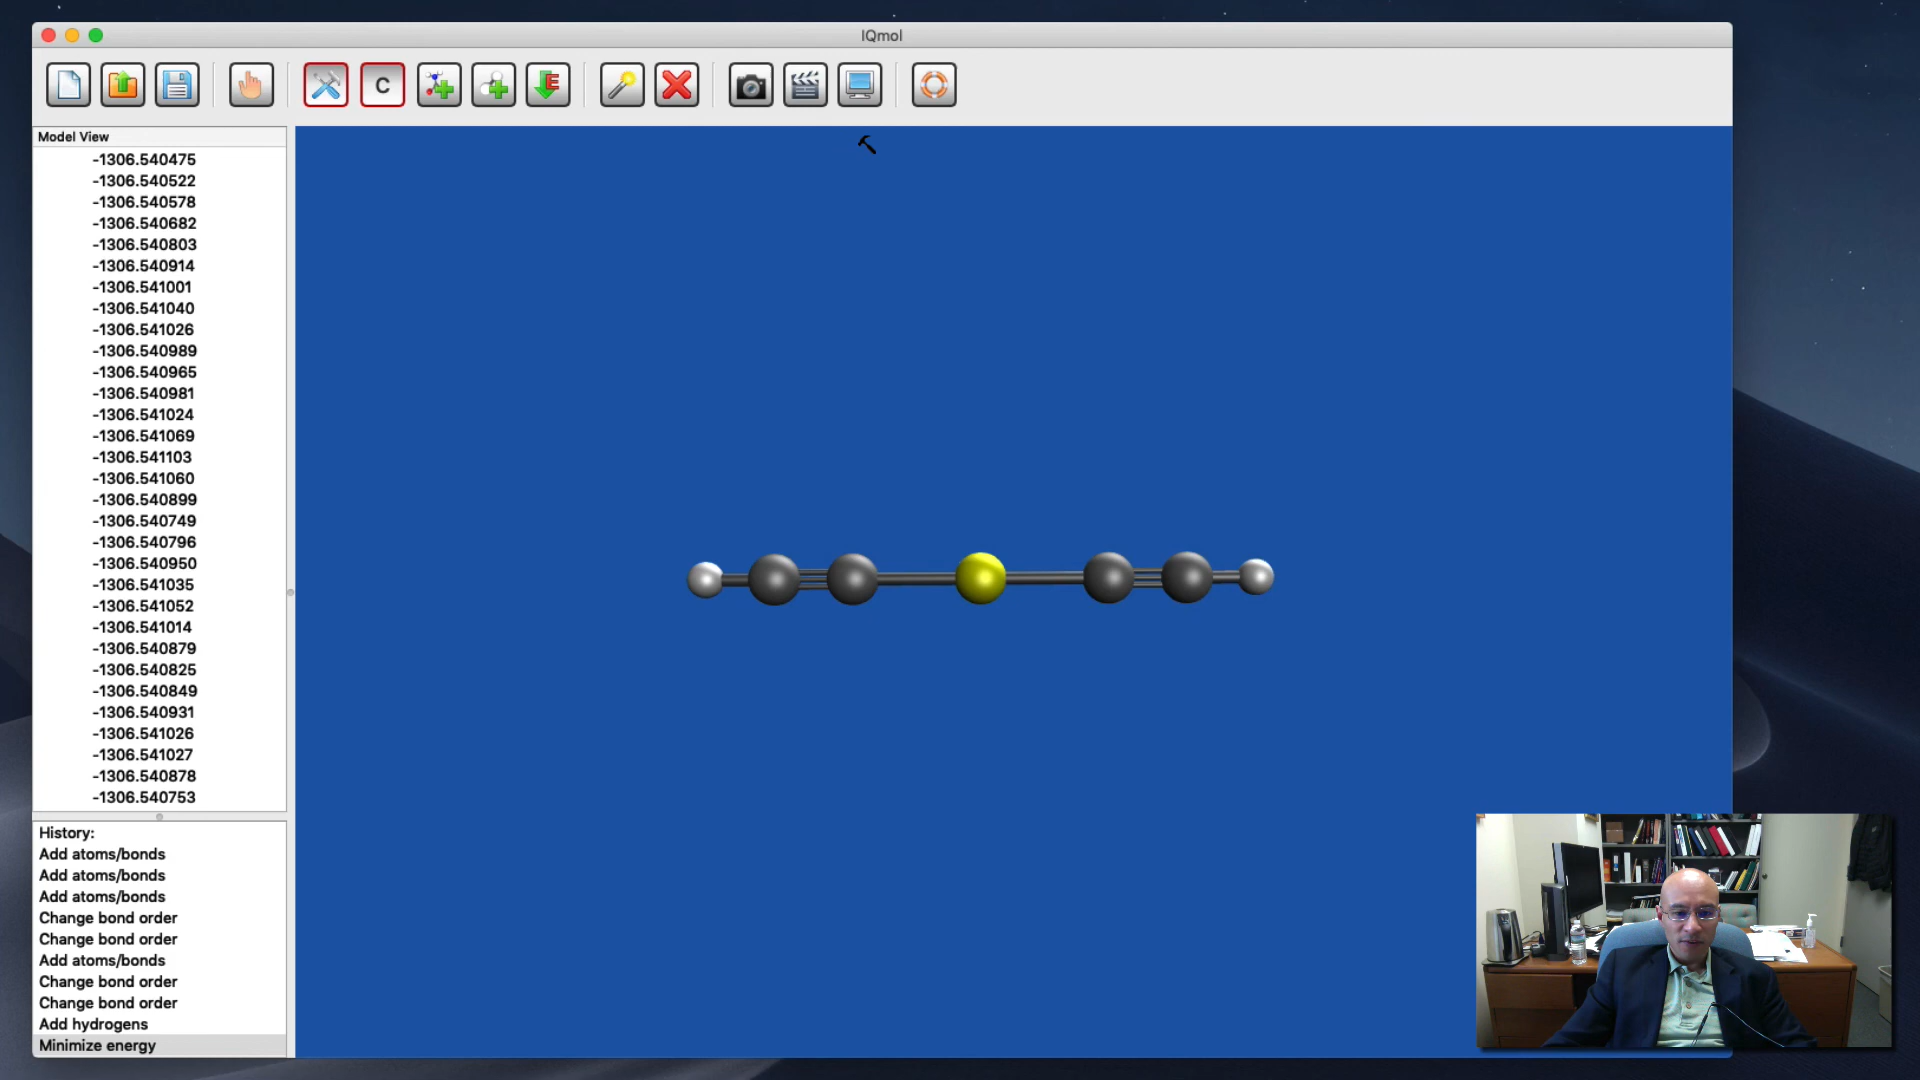 IQmol
C
E
Model View
-1306.540475
-1306.540522
-1306.540578
-1306.540682
-1306.540803
-1306.540914
-1306.541001
-1306.541040
-1306.541026
-1306.540989
-1306.540965
-1306.540981
-1306.541024
-1306.541069
-1306.541103
-1306.541060
-1306.540899
-1306.540749
-1306.540796
-1306.540950
-1306.541035
-1306.541052
-1306.541014
-1306.540879
-1306.540825
-1306.540849
-1306.540931
-1306.541026
-1306.541027
-1306.540878
-1306.540753
History:
Add atoms/bonds
Add atoms/bonds
Add atoms/bonds
Change bond order
Change bond order
Add atoms/bonds
Change bond order
Change bond order
Add hydrogens
Minimize energy